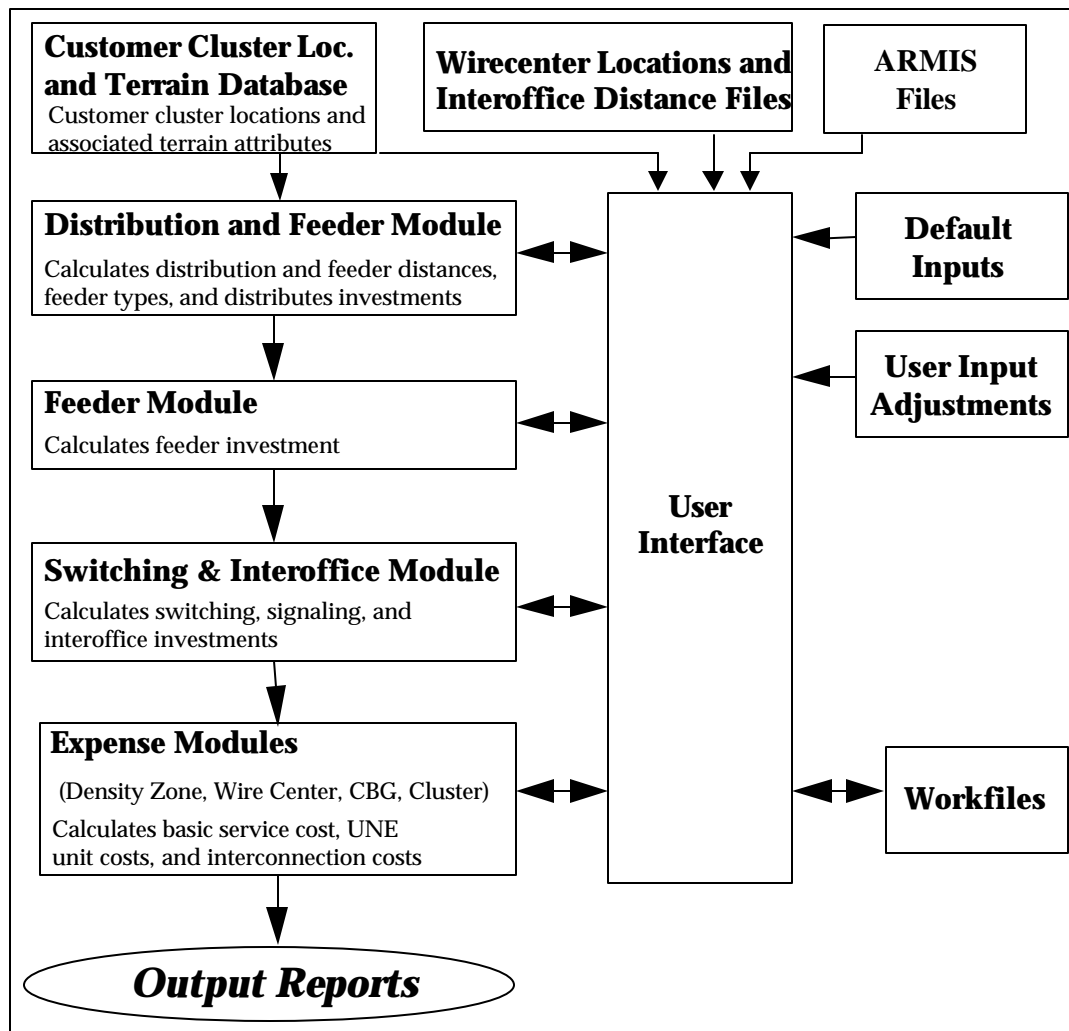 Customer Cluster Loc.
and Terrain Database
Customer cluster locations and
associated terrain attributes
Wirecenter Locations and
Interoffice Distance Files
ARMIS
Files
Distribution and Feeder Module
Calculates distribution and feeder distances,
feeder types, and distributes investments
Default
Inputs
User Input
Adjustments
Feeder Module
Calculates feeder investment
User
Interface
Switching & Interoffice Module
Calculates switching, signaling, and
interoffice investments
Expense Modules
(Density Zone, Wire Center, CBG, Cluster)
Calculates basic service cost, UNE
unit costs, and interconnection costs
Workfiles
Output Reports